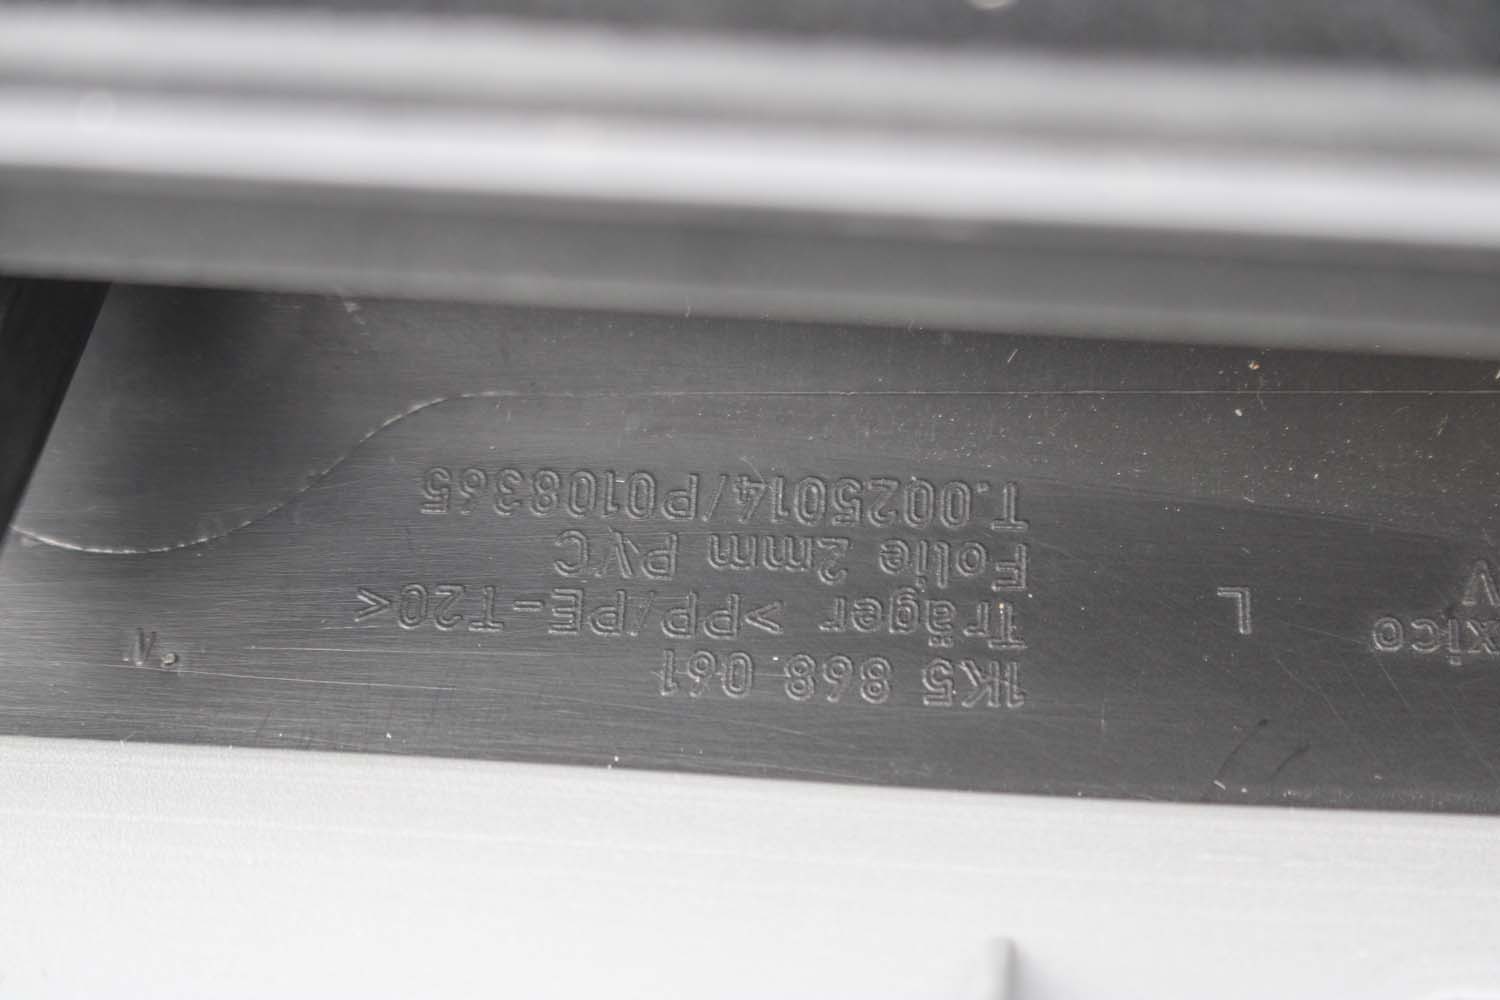 1K5 868 061
Träger >PP/PE-T20<
Folie 2mm PVC
T.0025014/P0108365
L
xico
V